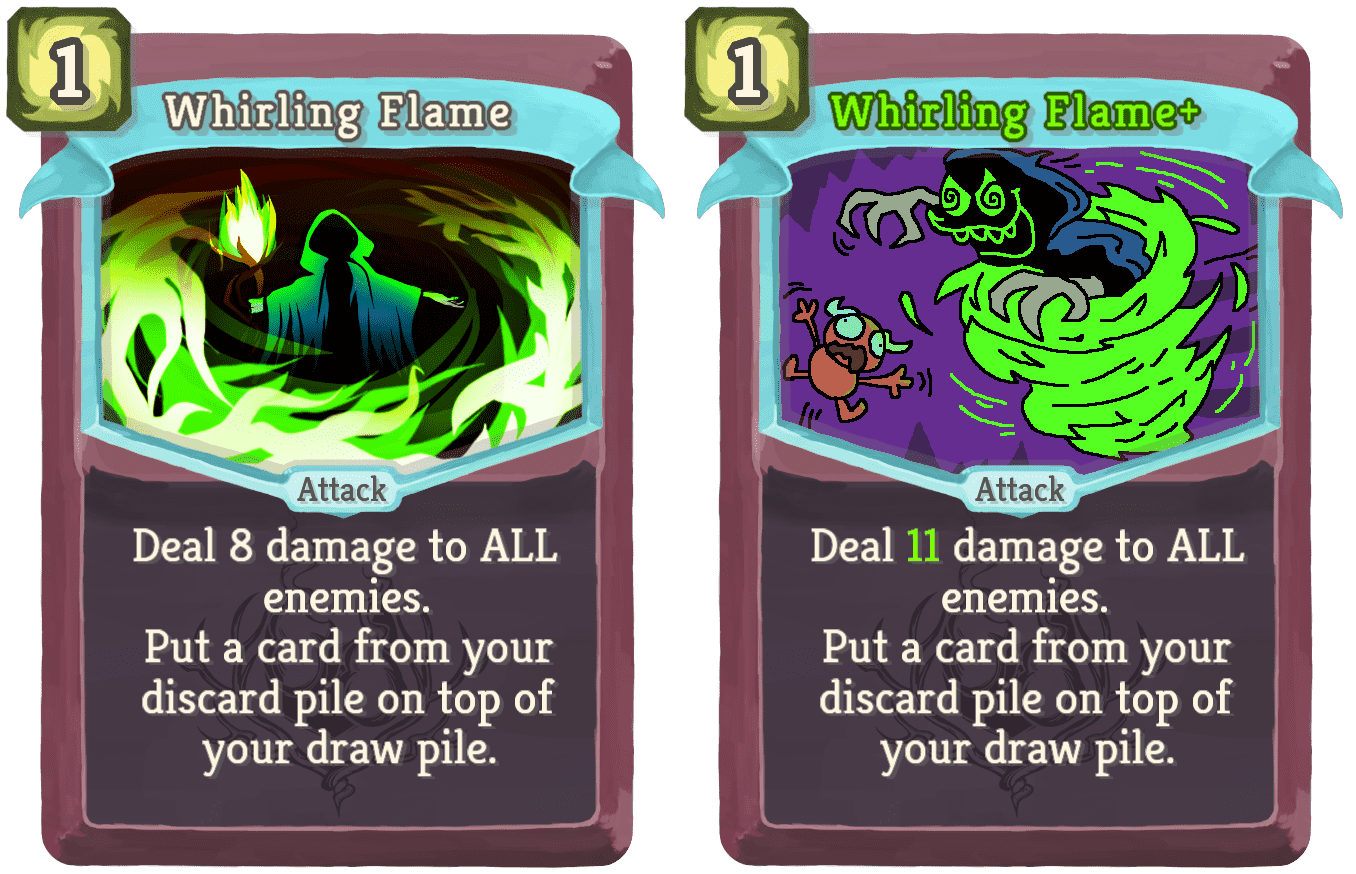 1
Whirling Flame
Attack
Deal 8 damage to ALL
enemies.
Put a card from your
discard pile on top of
your draw pile.
1
Whirling Flame+
Attack
Deal 11 damage to ALL
enemies.
Put a card from your
discard pile on top of
your draw pile.